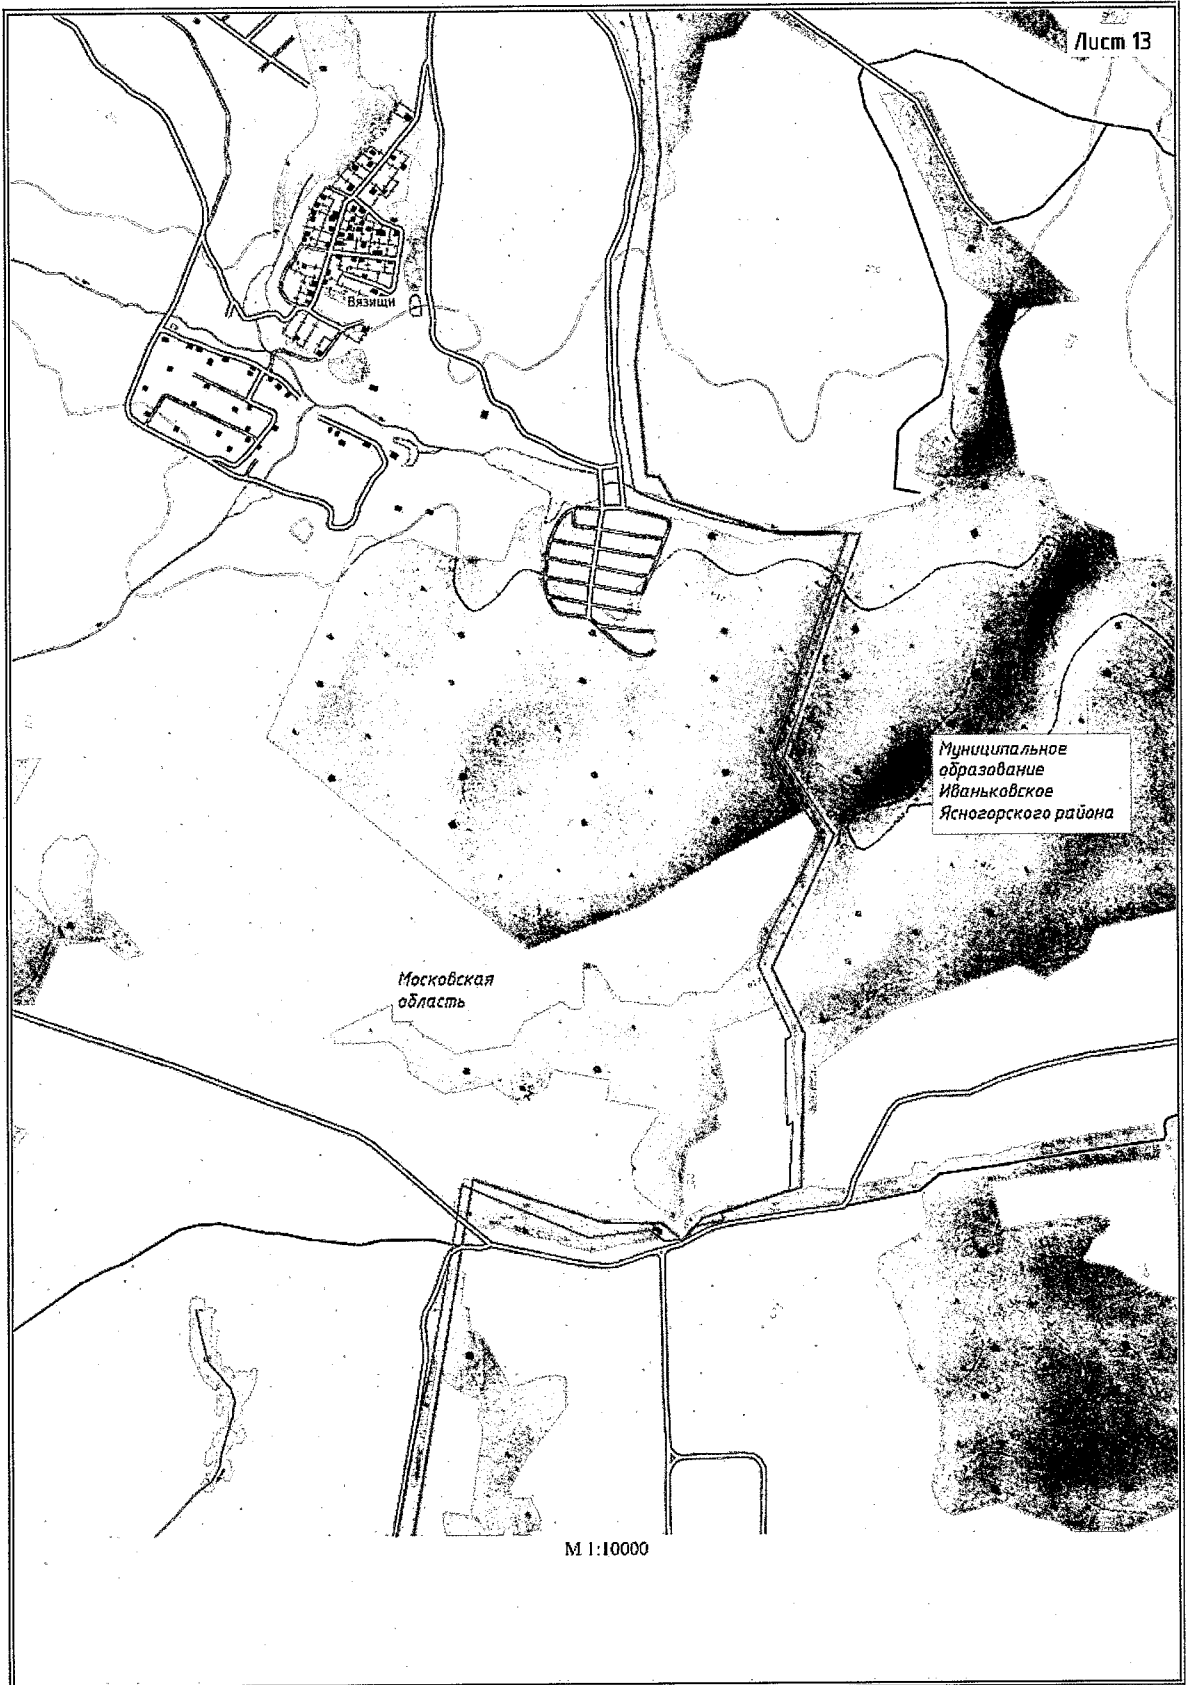 Лист 13
Вязищи
Муниципальное
образование
Иваньковское
Ясногорского района
Московская
область
М 1:10000